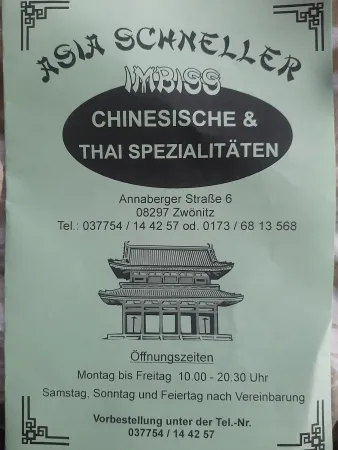 ASIA SCHNELLER
IMBISS
CHINESISCHE &
THAI SPEZIALITÄTEN
Annaberger Straße 6
08297 Zwönitz
Tel.: 037754 / 14 42 57 od. 0173 / 68 13 568
Öffnungszeiten
Montag bis Freitag 10.00 - 20.30 Uhr
Samstag, Sonntag und Feiertag nach Vereinbarung
Vorbestellung unter der Tel.-Nr.
037754 / 14 42 57